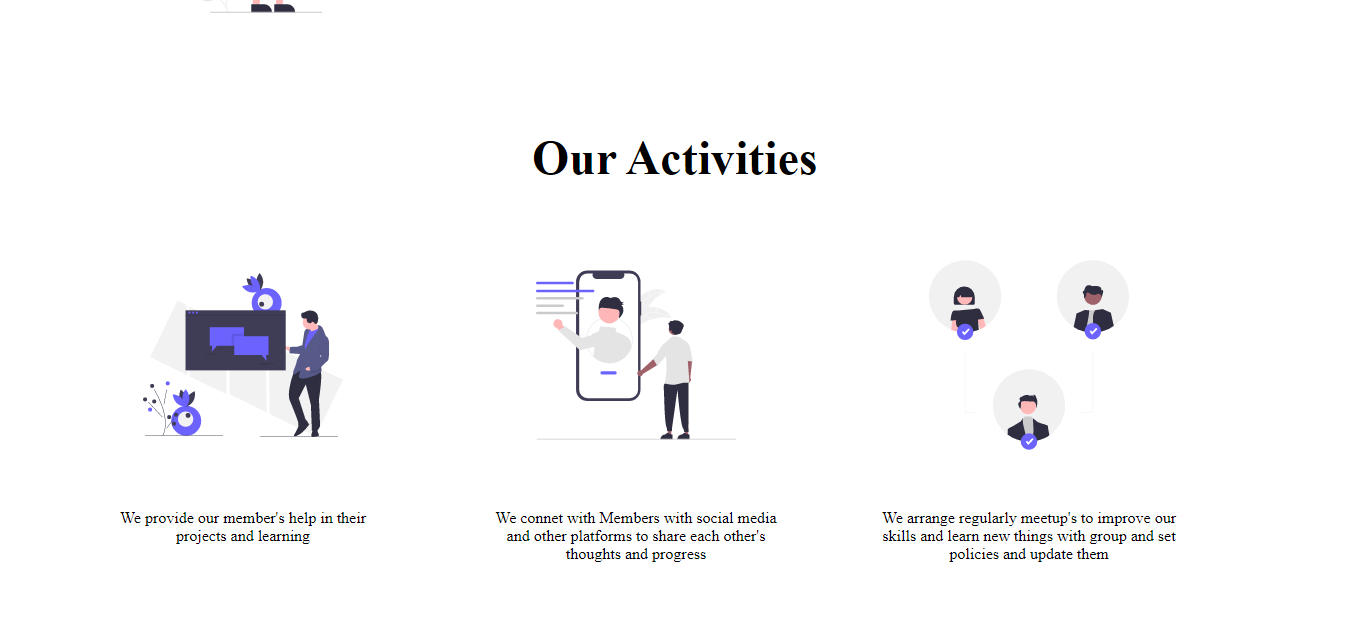 Our Activities
We provide our member's help in their
projects and learning
We connet with Members with social media
and other platforms to share each other's
thoughts and progress
We arrange regularly meetup's to improve our
skills and learn new things with group and set
policies and update them